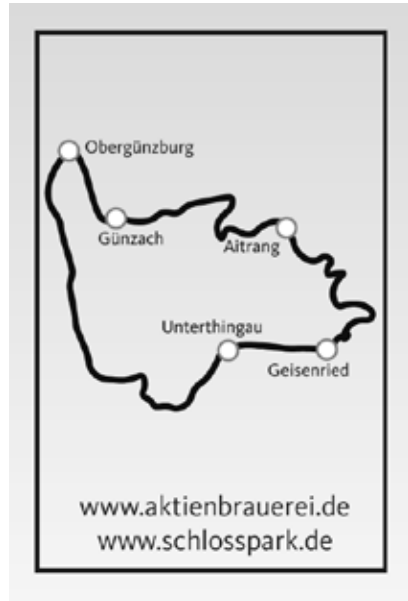 Obergünzburg
Günzach
Aitrang
Unterthingau
Geisenried
www.aktienbrauerei.de
www.schlosspark.de